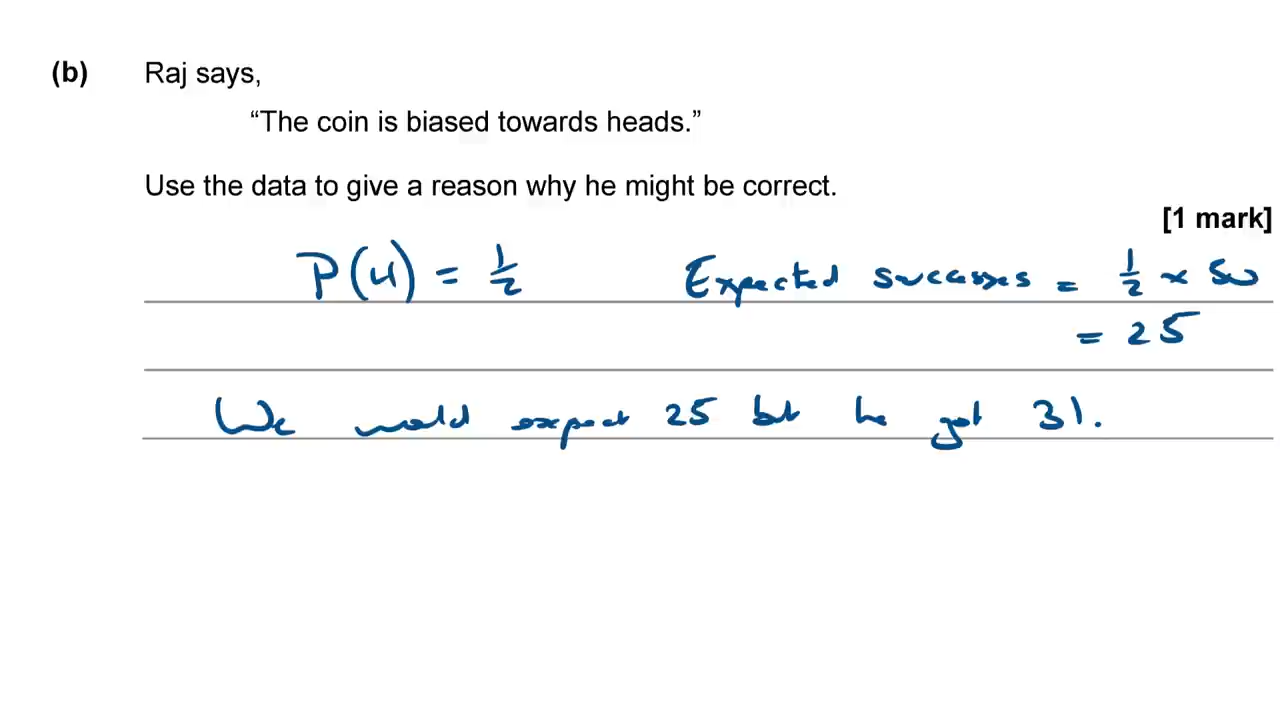 (b) Raj says,
“The coin is biased towards heads.”
Use the data to give a reason why he might be correct.
[1 mark]
P(H) = 1/2 Expected successes = 1/2 × 50
= 25
We would expect 25 but he got 31.